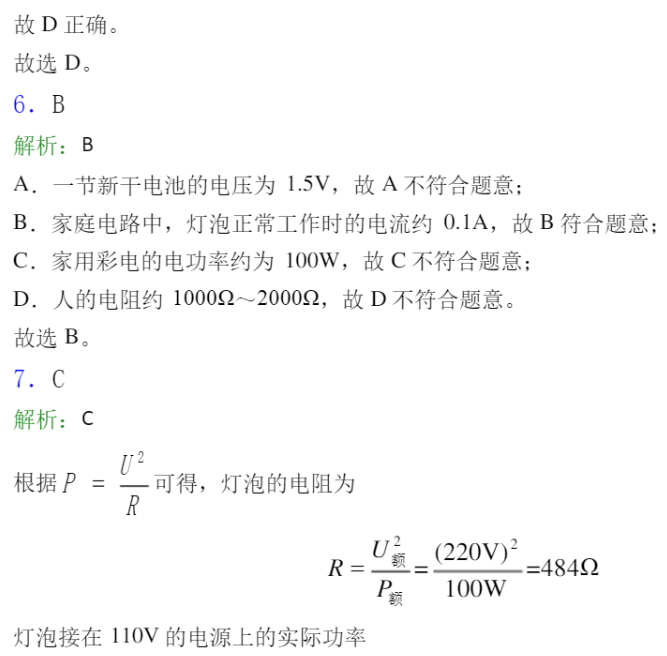 故 D 正确。
故选 D。
6．B
解析：B
A．一节新干电池的电压为 1.5V，故 A 不符合题意；
B．家庭电路中，灯泡正常工作时的电流约 0.1A，故 B 符合题意；
C．家用彩电的电功率约为 100W，故 C 不符合题意；
D．人的电阻约 1000Ω～2000Ω，故 D 不符合题意。
故选 B。
7．C
解析：C
根据 P = U²/R 可得，灯泡的电阻为
R = U额²/P额 = (220V)²/100W =484Ω
灯泡接在 110V 的电源上的实际功率